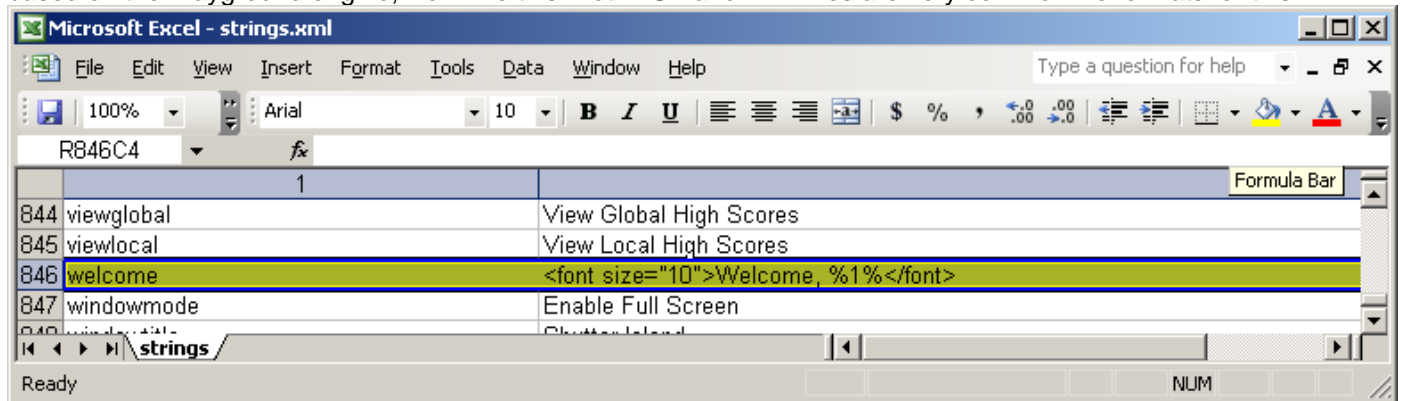 Microsoft Excel - strings.xml
File Edit View Insert Format Tools Data Window Help Type a question for help
100% Arial 10 B I U $ % ,
R846C4 fx
Formula Bar
1
844 viewglobal View Global High Scores
845 viewlocal View Local High Scores
846 welcome <font size="10">Welcome, %1%</font>
847 windowmode Enable Full Screen
strings
Ready NUM